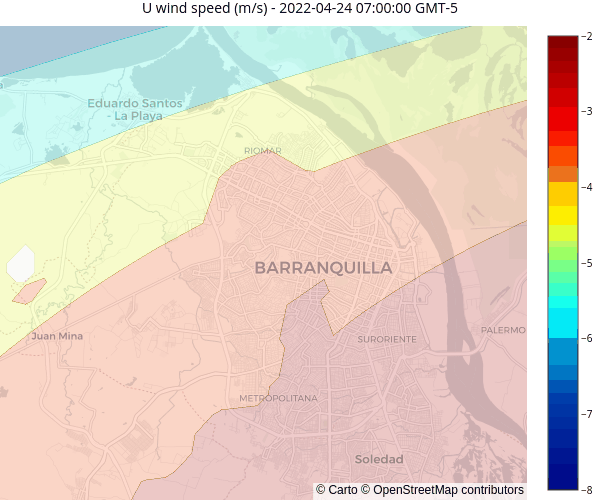 U wind speed (m/s) - 2022-04-24 07:00:00 GMT-5
−2
−3
−4
−5
−6
−7
−8
Eduardo Santos
- La Playa
RIOMAR
BARRANQUILLA
Juan Mina
SURORIENTE
PALERMO
METROPOLITANA
Soledad
© Carto © OpenStreetMap contributors